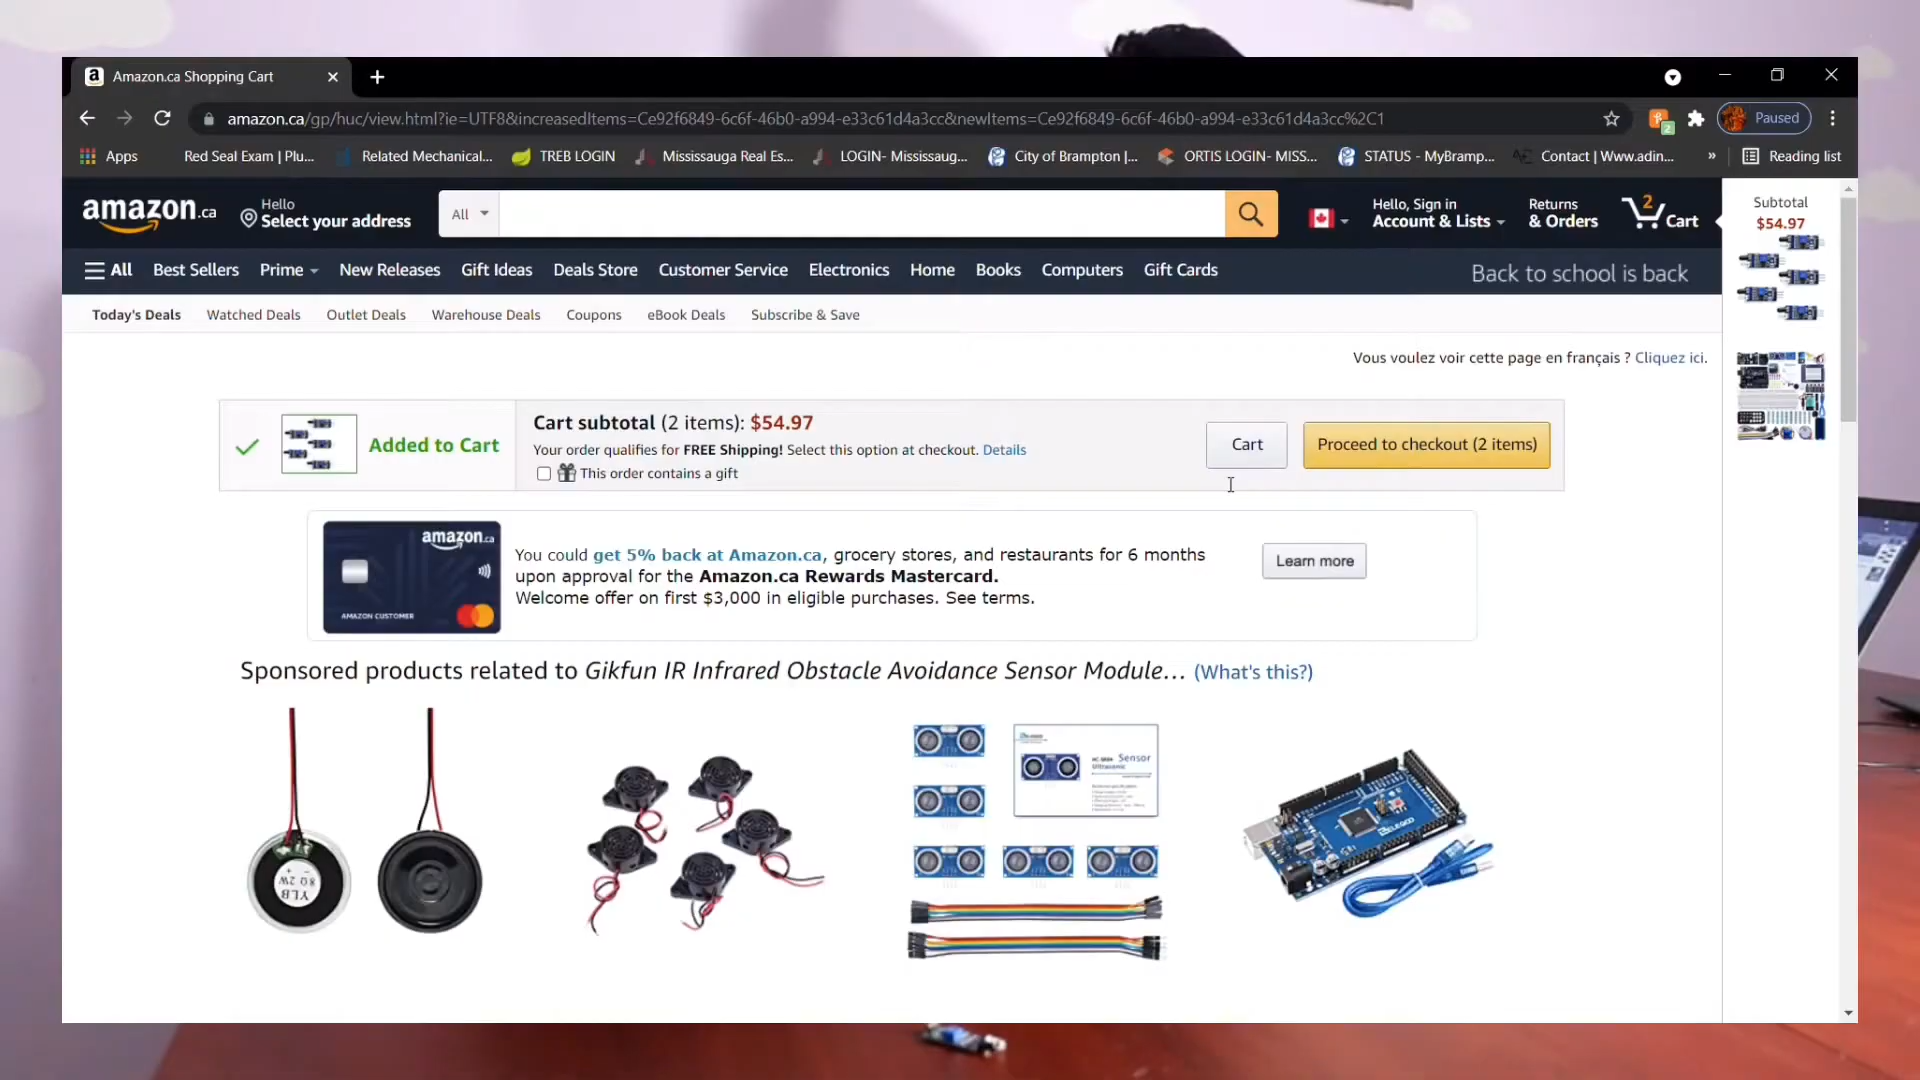 Amazon.ca Shopping Cart
amazon.ca/gp/huc/view.html?ie=UTF8&increasedItems=Ce92f6849-6c6f-46b0-a994-e33c61d4a3cc&newItems=Ce92f6849-6c6f-46b0-a994-e33c61d4a3cc%2C1
2
Paused
Apps Red Seal Exam | Plu... Related Mechanical... TREB LOGIN Mississauga Real Es... LOGIN- Mississaug... City of Brampton |... ORTIS LOGIN- MISS... STATUS - MyBramp... Contact | Www.adin... » Reading list
amazon.ca
Hello
Select your address
All
Hello, Sign in
Account & Lists
Returns
& Orders
2
Cart
Subtotal
$54.97
All Best Sellers Prime New Releases Gift Ideas Deals Store Customer Service Electronics Home Books Computers Gift Cards Back to school is back
Today's Deals Watched Deals Outlet Deals Warehouse Deals Coupons eBook Deals Subscribe & Save
Vous voulez voir cette page en français ? Cliquez ici.
Added to Cart
Cart subtotal (2 items): $54.97
Your order qualifies for FREE Shipping! Select this option at checkout. Details
This order contains a gift
Cart
Proceed to checkout (2 items)
amazon.ca
AMAZON CUSTOMER
You could get 5% back at Amazon.ca, grocery stores, and restaurants for 6 months
upon approval for the Amazon.ca Rewards Mastercard.
Welcome offer on first $3,000 in eligible purchases. See terms.
Learn more
Sponsored products related to Gikfun IR Infrared Obstacle Avoidance Sensor Module... (What's this?)
8Ω 2W
YLB
Sensor
Ultrasonic
ELEGOO